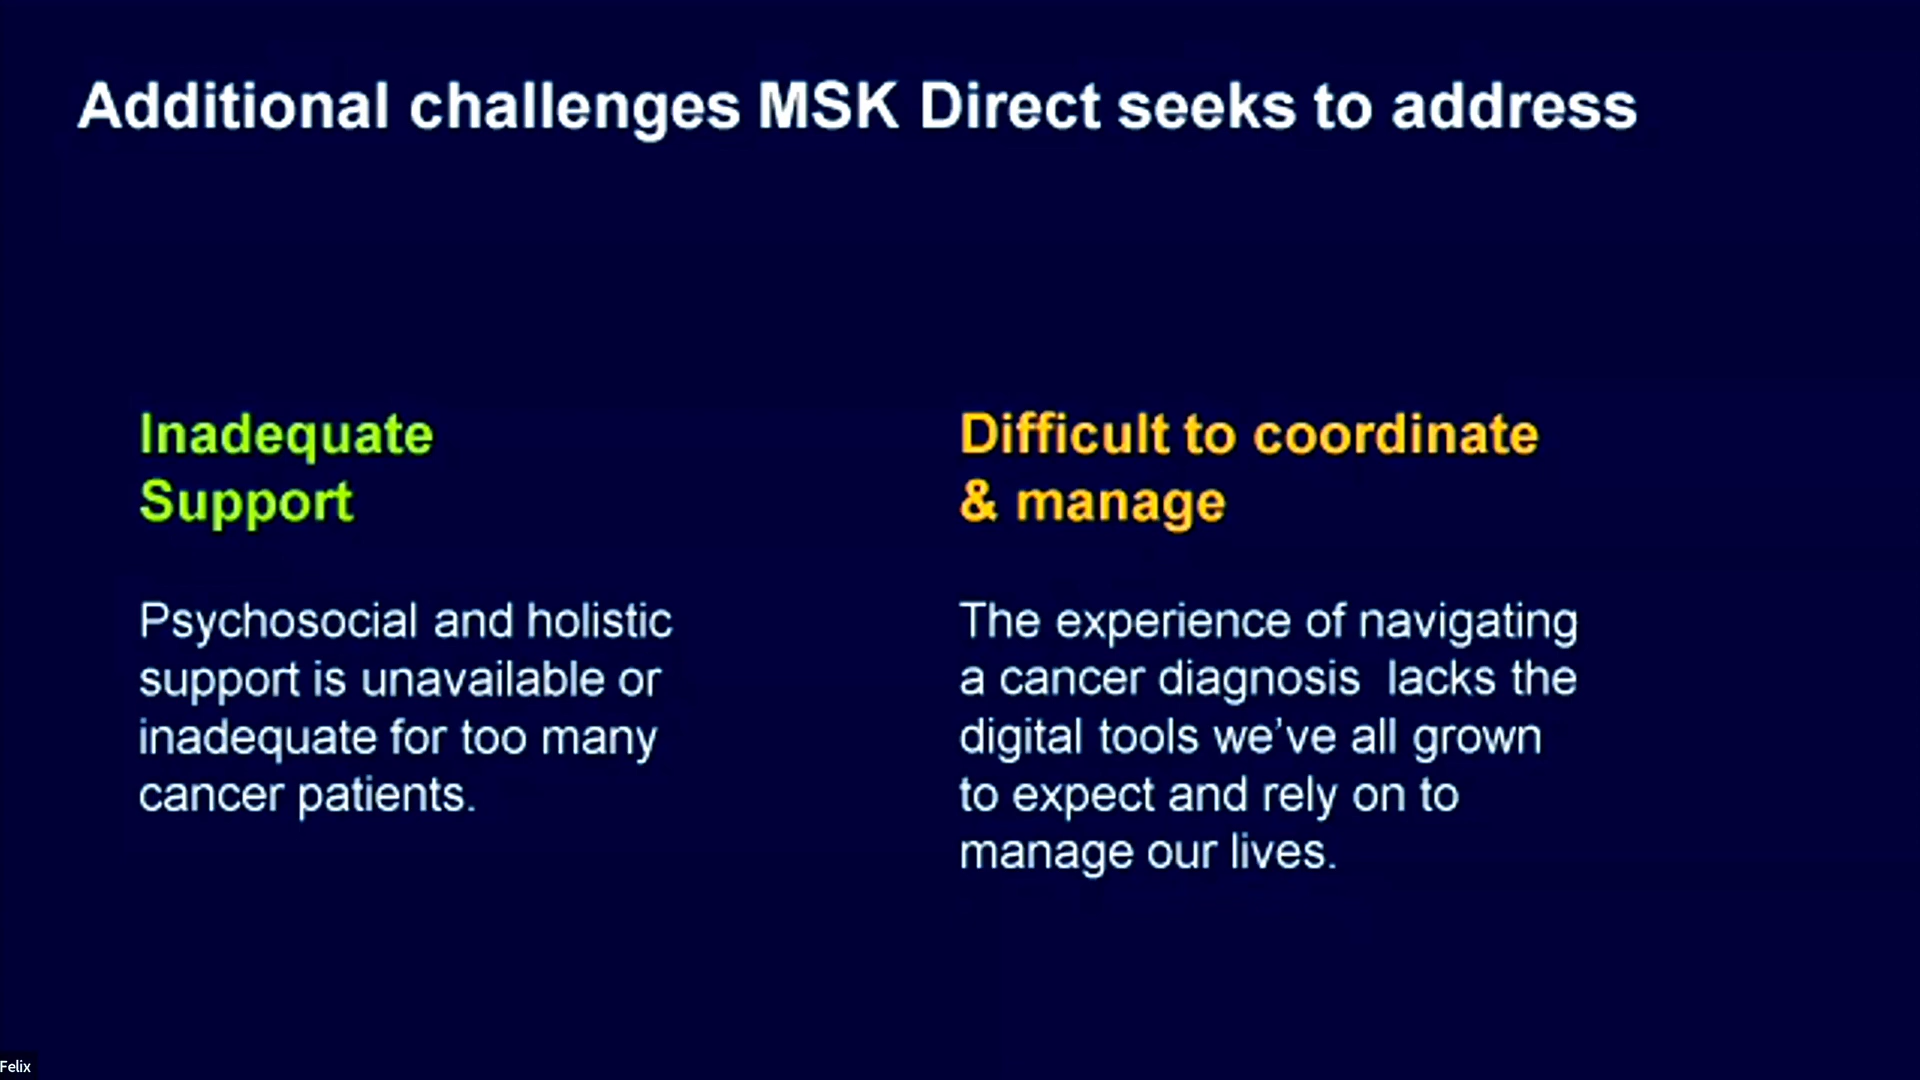 Additional challenges MSK Direct seeks to address
Inadequate
Support
Psychosocial and holistic
support is unavailable or
inadequate for too many
cancer patients.
Difficult to coordinate
& manage
The experience of navigating
a cancer diagnosis  lacks the
digital tools we’ve all grown
to expect and rely on to
manage our lives.
Felix